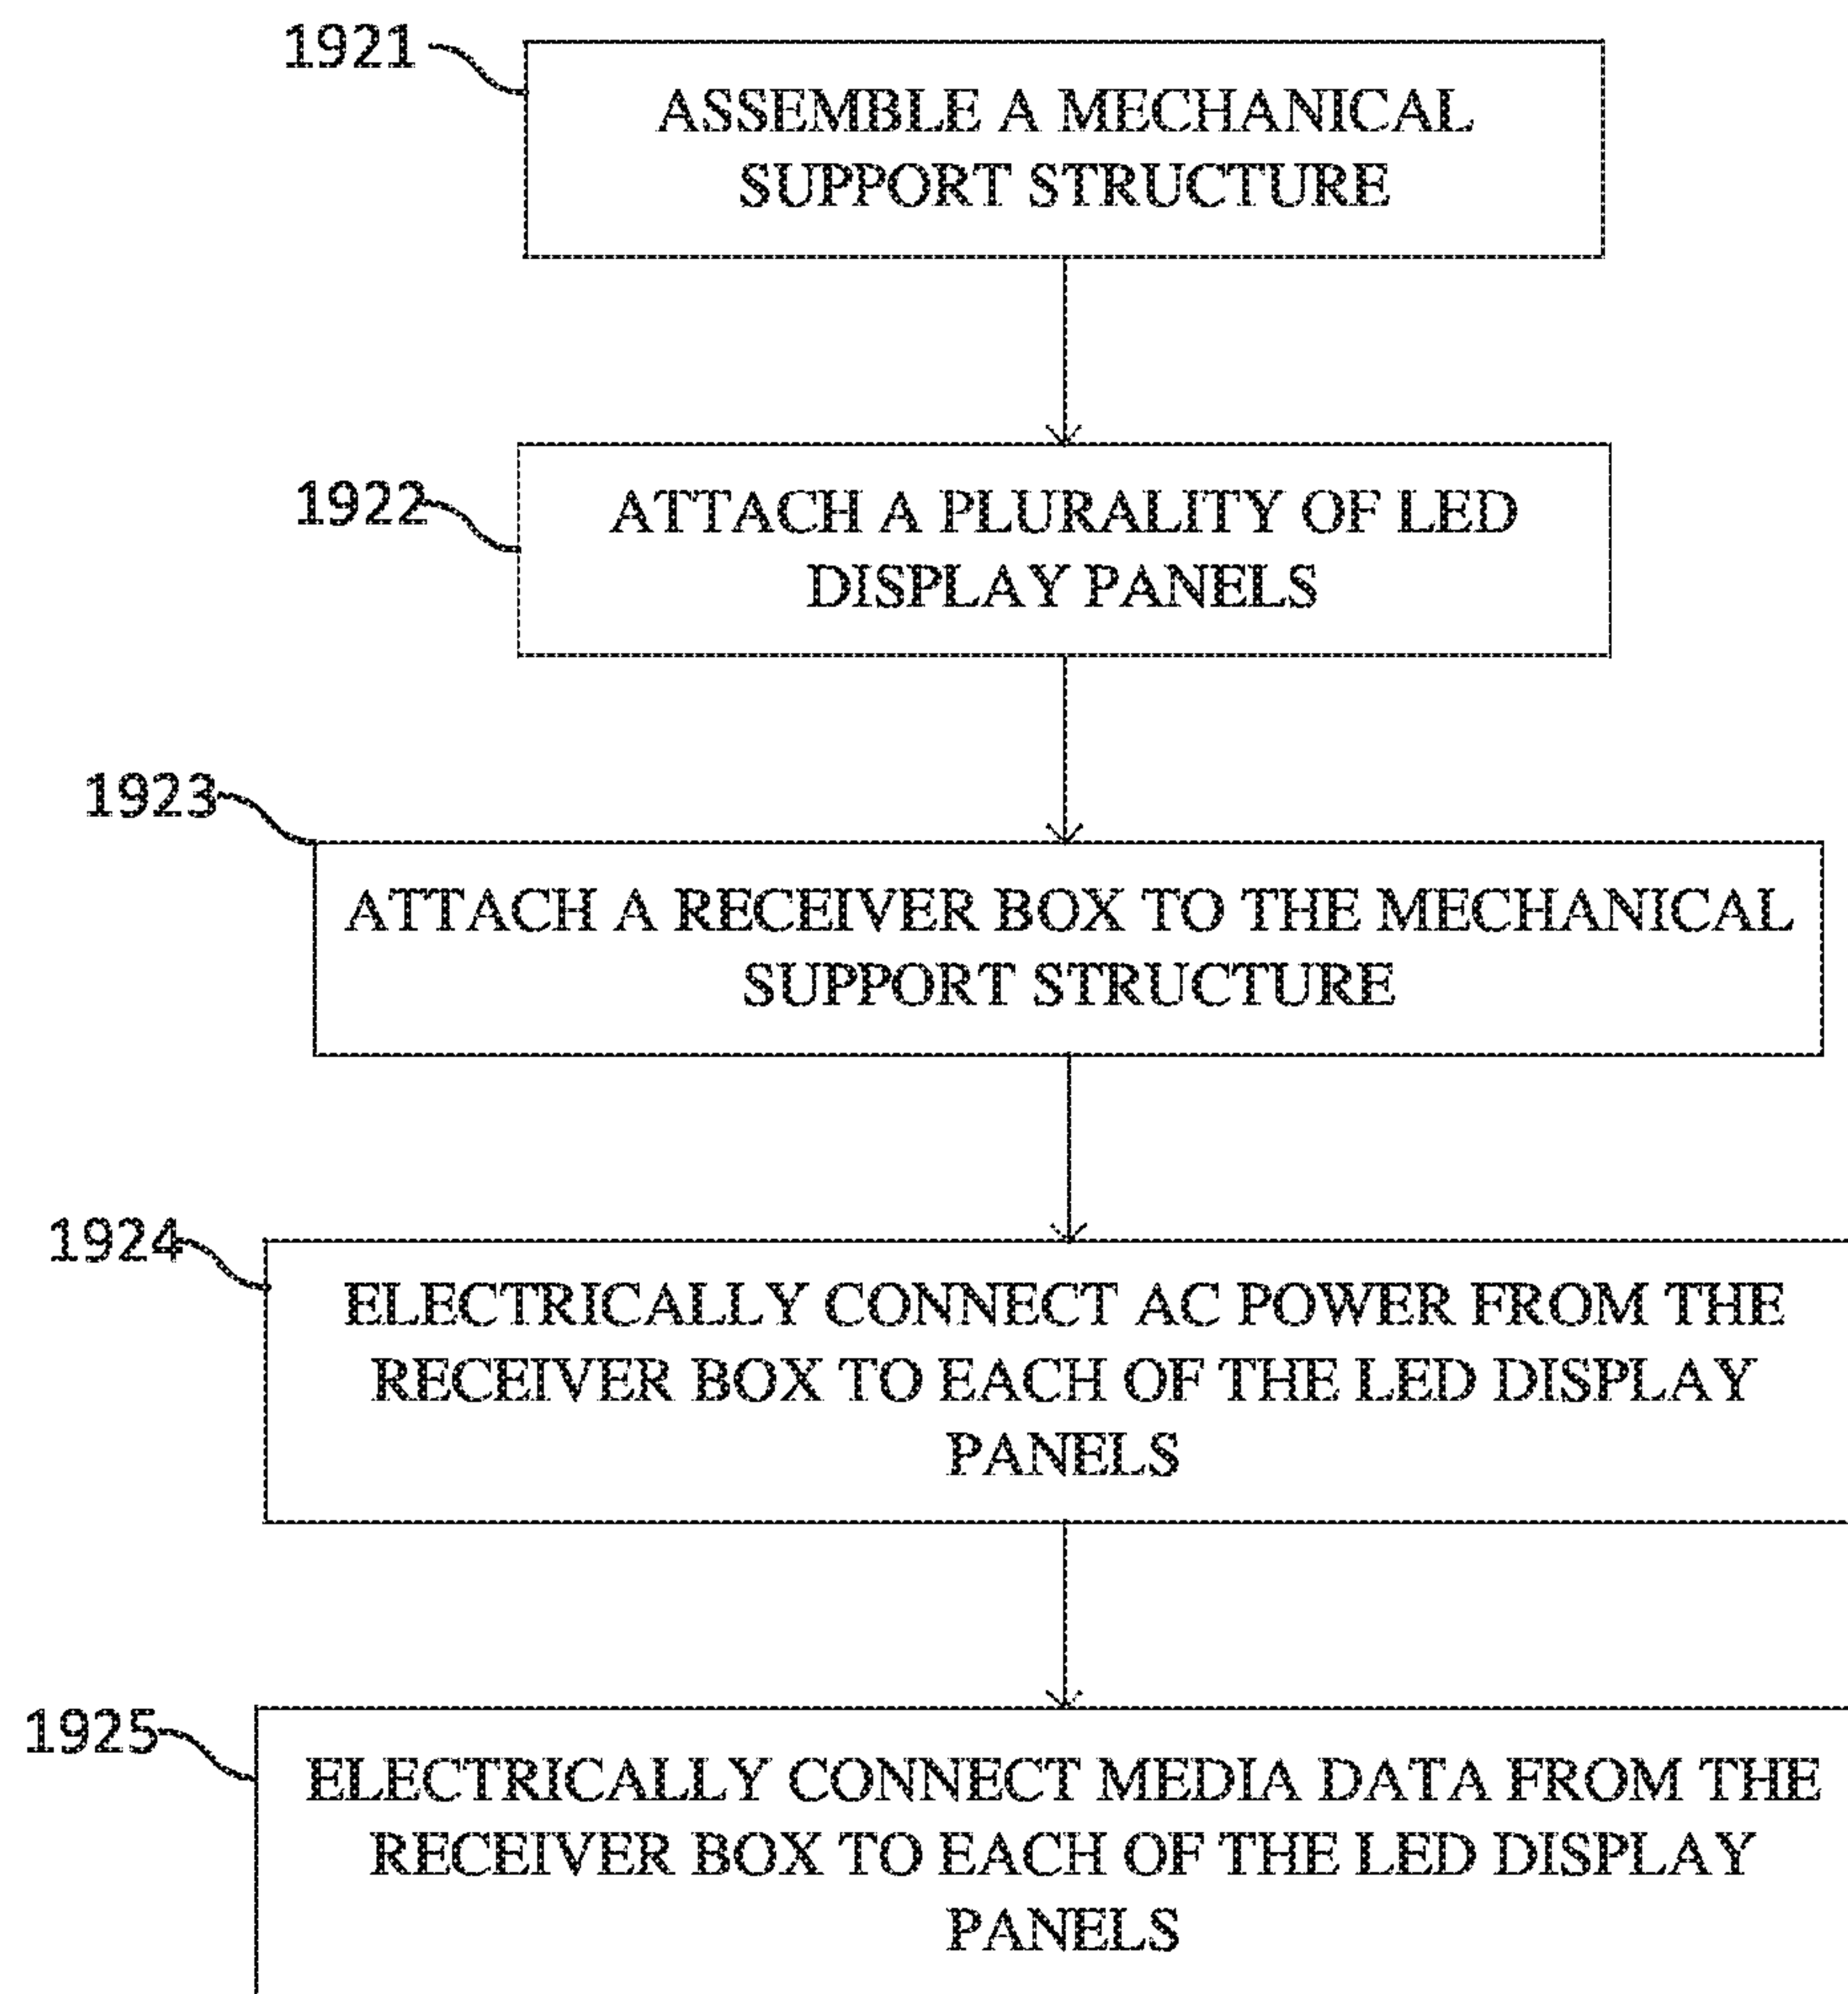 1921
ASSEMBLE A MECHANICAL
SUPPORT STRUCTURE
1922
ATTACH A PLURALITY OF LED
DISPLAY PANELS
1923
ATTACH A RECEIVER BOX TO THE MECHANICAL
SUPPORT STRUCTURE
1924
ELECTRICALLY CONNECT AC POWER FROM THE
RECEIVER BOX TO EACH OF THE LED DISPLAY
PANELS
1925
ELECTRICALLY CONNECT MEDIA DATA FROM THE
RECEIVER BOX TO EACH OF THE LED DISPLAY
PANELS